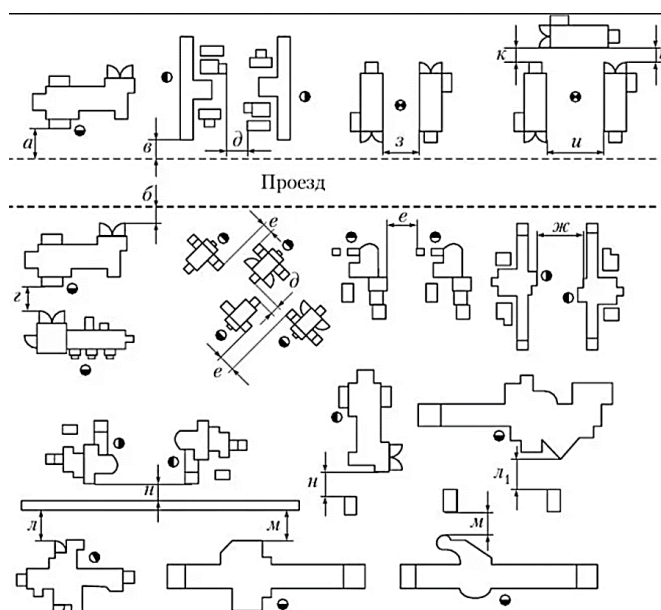 к
а
в
д
з
и
Проезд
б
е
е
ж
д
г
е
н
н
л₁
л
м
м